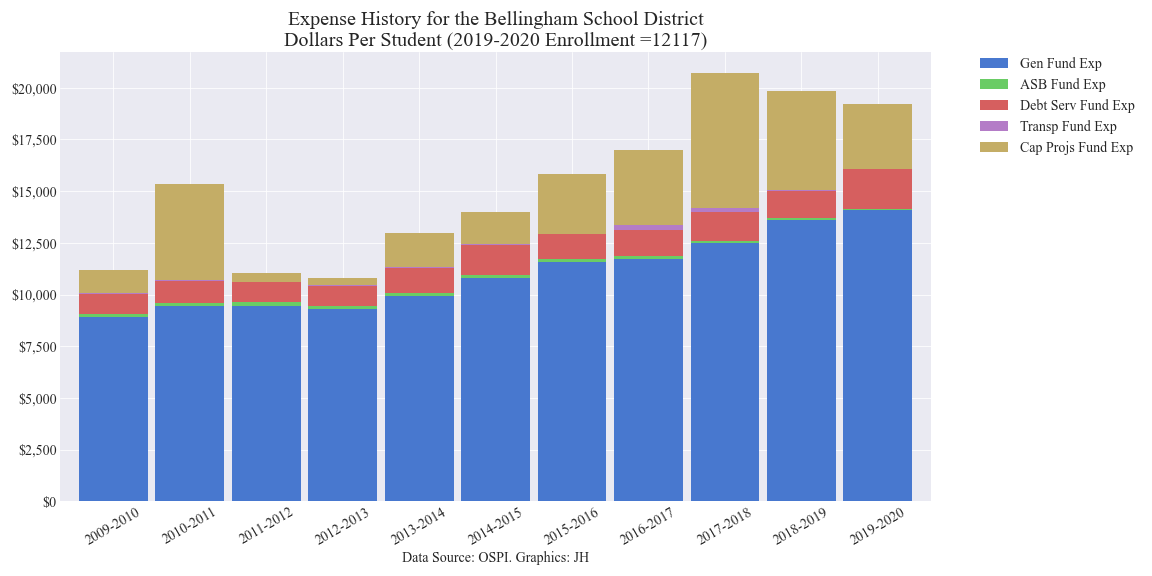 Expense History for the Bellingham School District
Dollars Per Student (2019-2020 Enrollment =12117)
$20,000
$17,500
$15,000
$12,500
$10,000
$7,500
$5,000
$2,500
$0
2009-2010
2010-2011
2011-2012
2012-2013
2013-2014
2014-2015
2015-2016
2016-2017
2017-2018
2018-2019
2019-2020
Data Source: OSPI. Graphics: JH
Gen Fund Exp
ASB Fund Exp
Debt Serv Fund Exp
Transp Fund Exp
Cap Projs Fund Exp